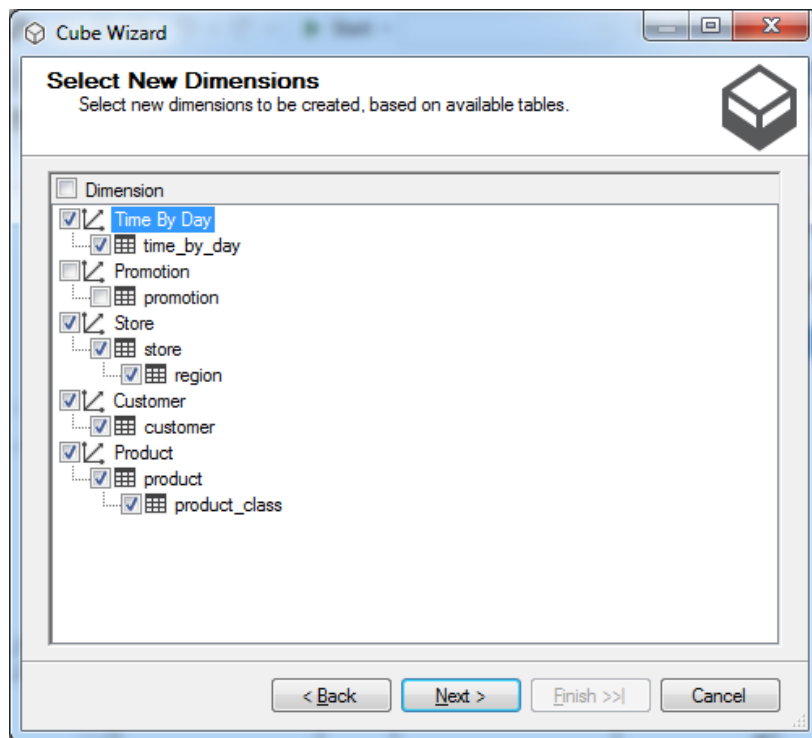 Start
Cube Wizard
Select New Dimensions
Select new dimensions to be created, based on available tables.
Dimension
Time By Day
time_by_day
Promotion
promotion
Store
store
region
Customer
customer
Product
product
product_class
< Back Next > Finish >>| Cancel